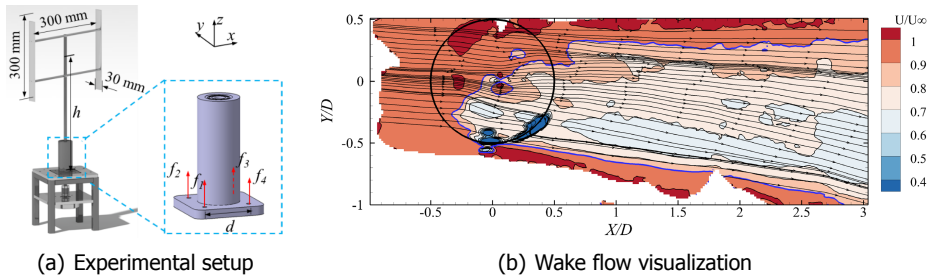 300 mm
300 mm
30 mm
h
z
y
x
f₂
f₁
f₃
f₄
d
(a) Experimental setup
U/U∞
1
0.9
0.8
0.7
0.6
0.5
0.4
Y/D
0.5
0
-0.5
-1
-0.5
0
0.5
1
1.5
2
2.5
3
X/D
(b) Wake flow visualization